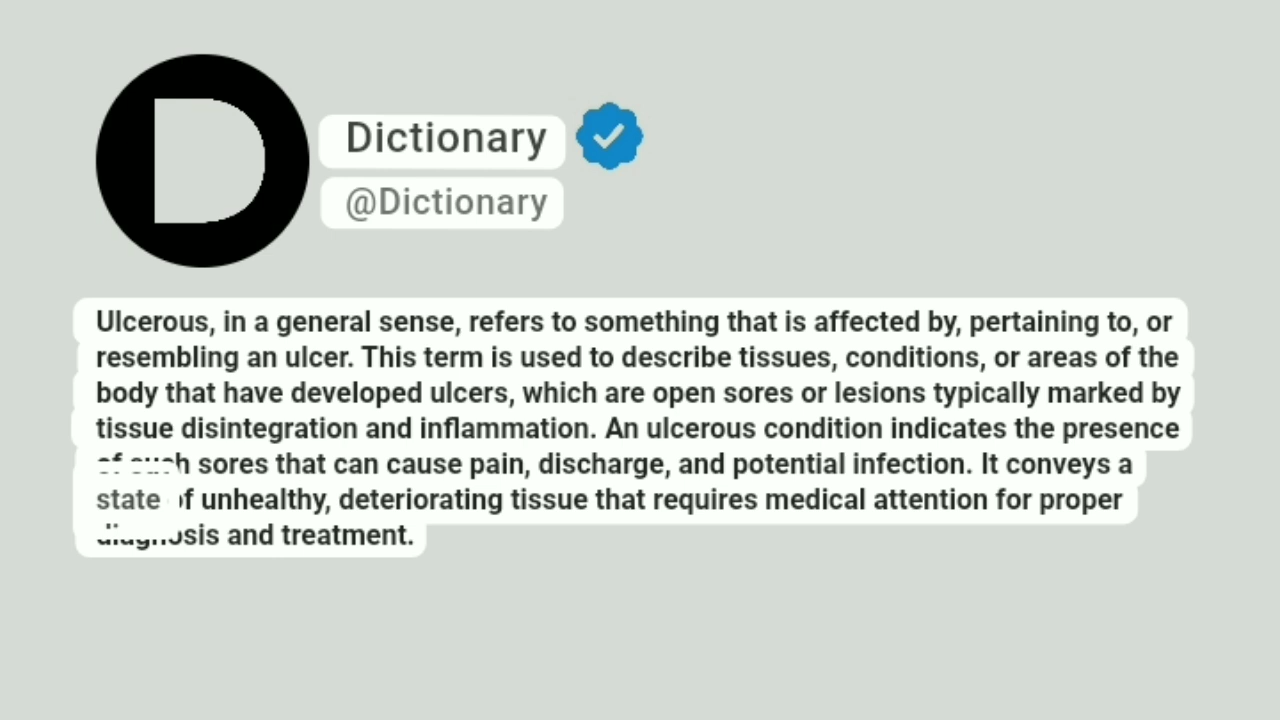 D
Dictionary
@Dictionary
Ulcerous, in a general sense, refers to something that is affected by, pertaining to, or
resembling an ulcer. This term is used to describe tissues, conditions, or areas of the
body that have developed ulcers, which are open sores or lesions typically marked by
tissue disintegration and inflammation. An ulcerous condition indicates the presence
of such sores that can cause pain, discharge, and potential infection. It conveys a
state of unhealthy, deteriorating tissue that requires medical attention for proper
diagnosis and treatment.